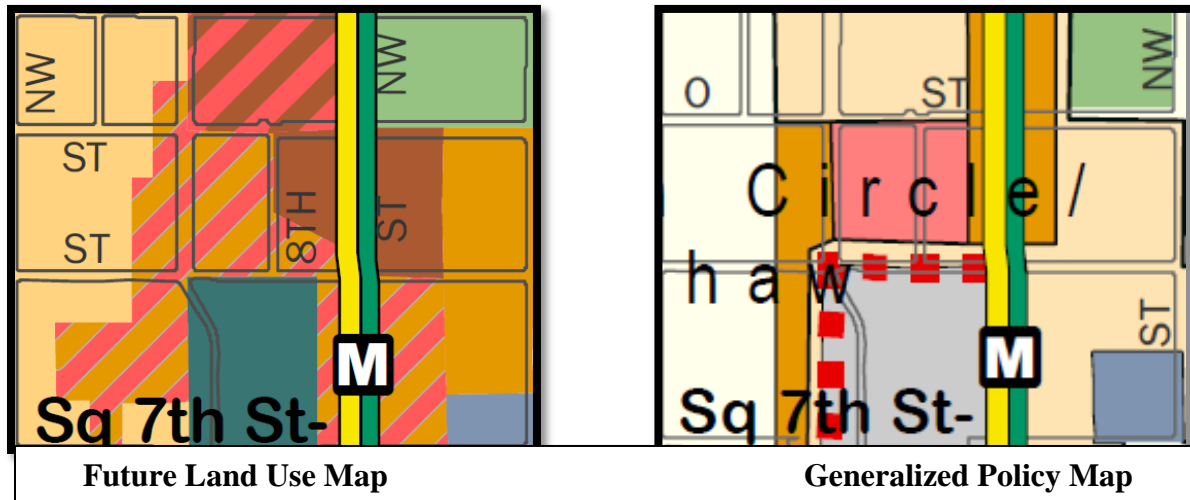 NW
NW
ST
ST
8TH
ST
M
Sq 7th St-
NW
O
ST
Circle/
haw
ST
M
Sq 7th St-
Future Land Use Map
Generalized Policy Map